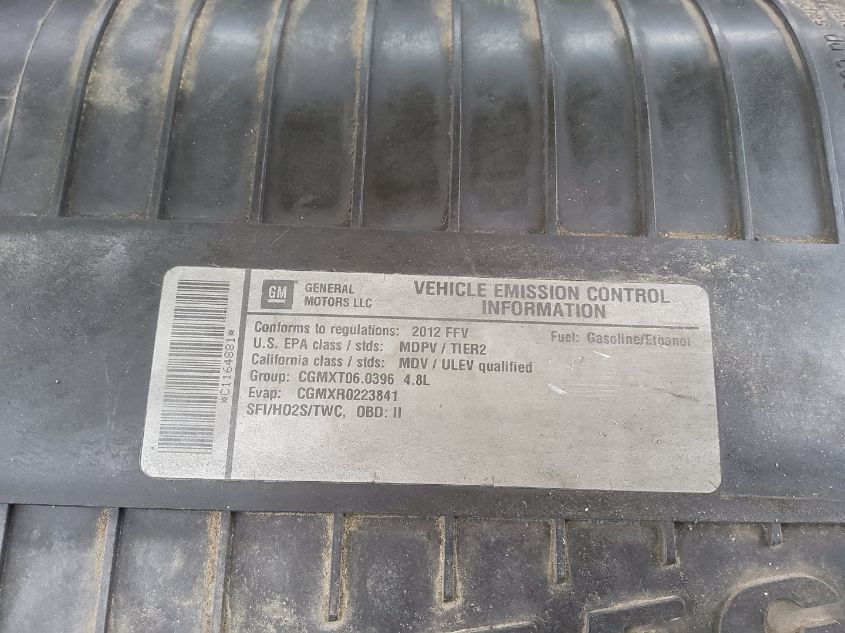 GM
GENERAL
MOTORS LLC
VEHICLE EMISSION CONTROL
INFORMATION
Conforms to regulations: 2012 FFV
Fuel: Gasoline/Ethanol
U.S. EPA class / stds: MDPV / TIER2
California class / stds: MDV / ULEV qualified
Group: CGMXT06.0396 4.8L
Evap: CGMXR0223841
SFI/HO2S/TWC, OBD: II
*C1164881*